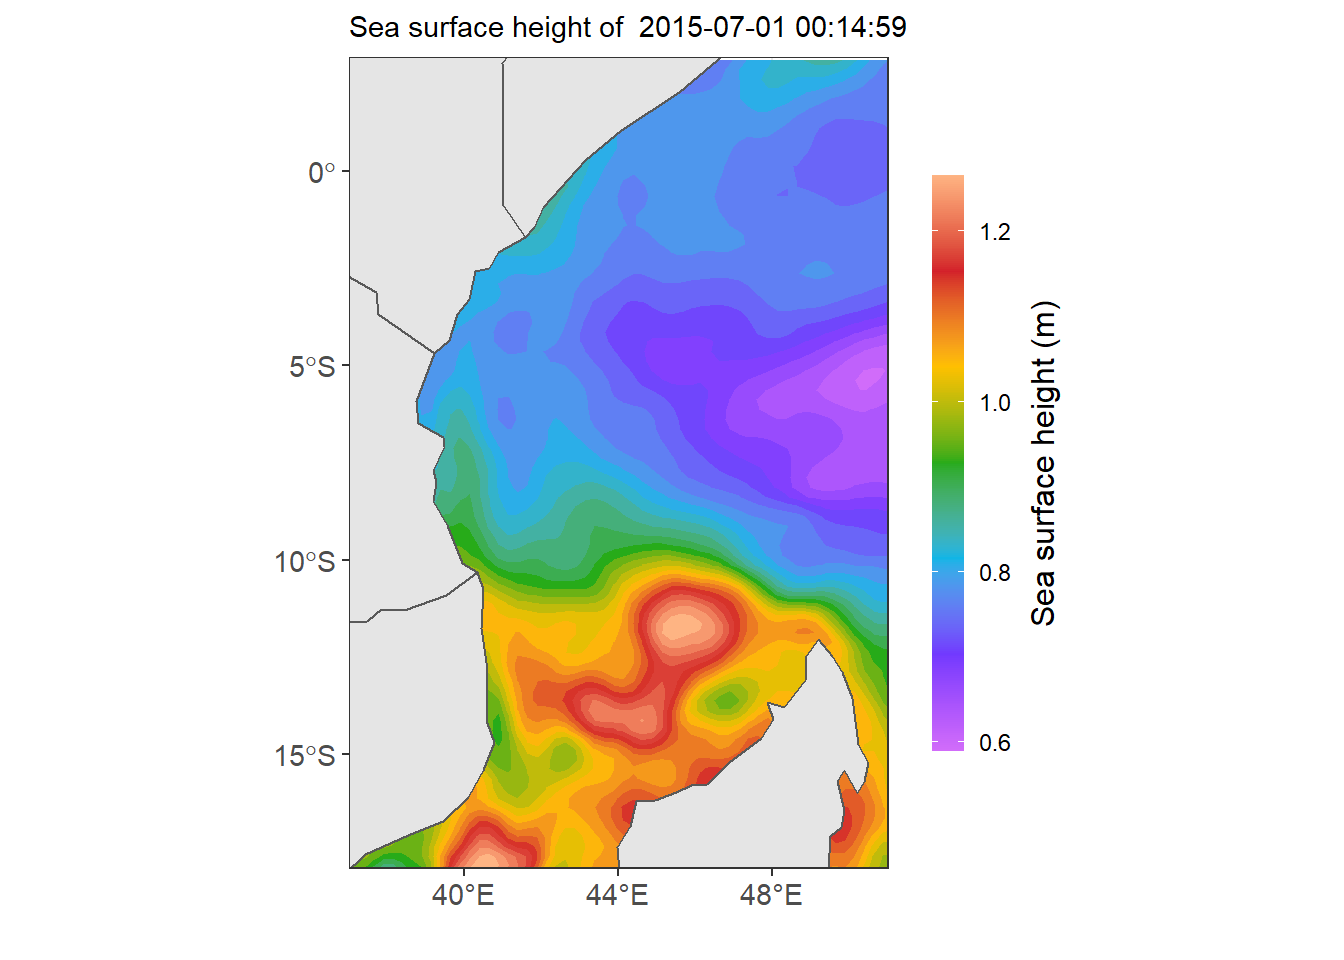 Sea surface height of  2015-07-01 00:14:59
0°
5°S
10°S
15°S
40°E
44°E
48°E
1.2
1.0
0.8
0.6
Sea surface height (m)